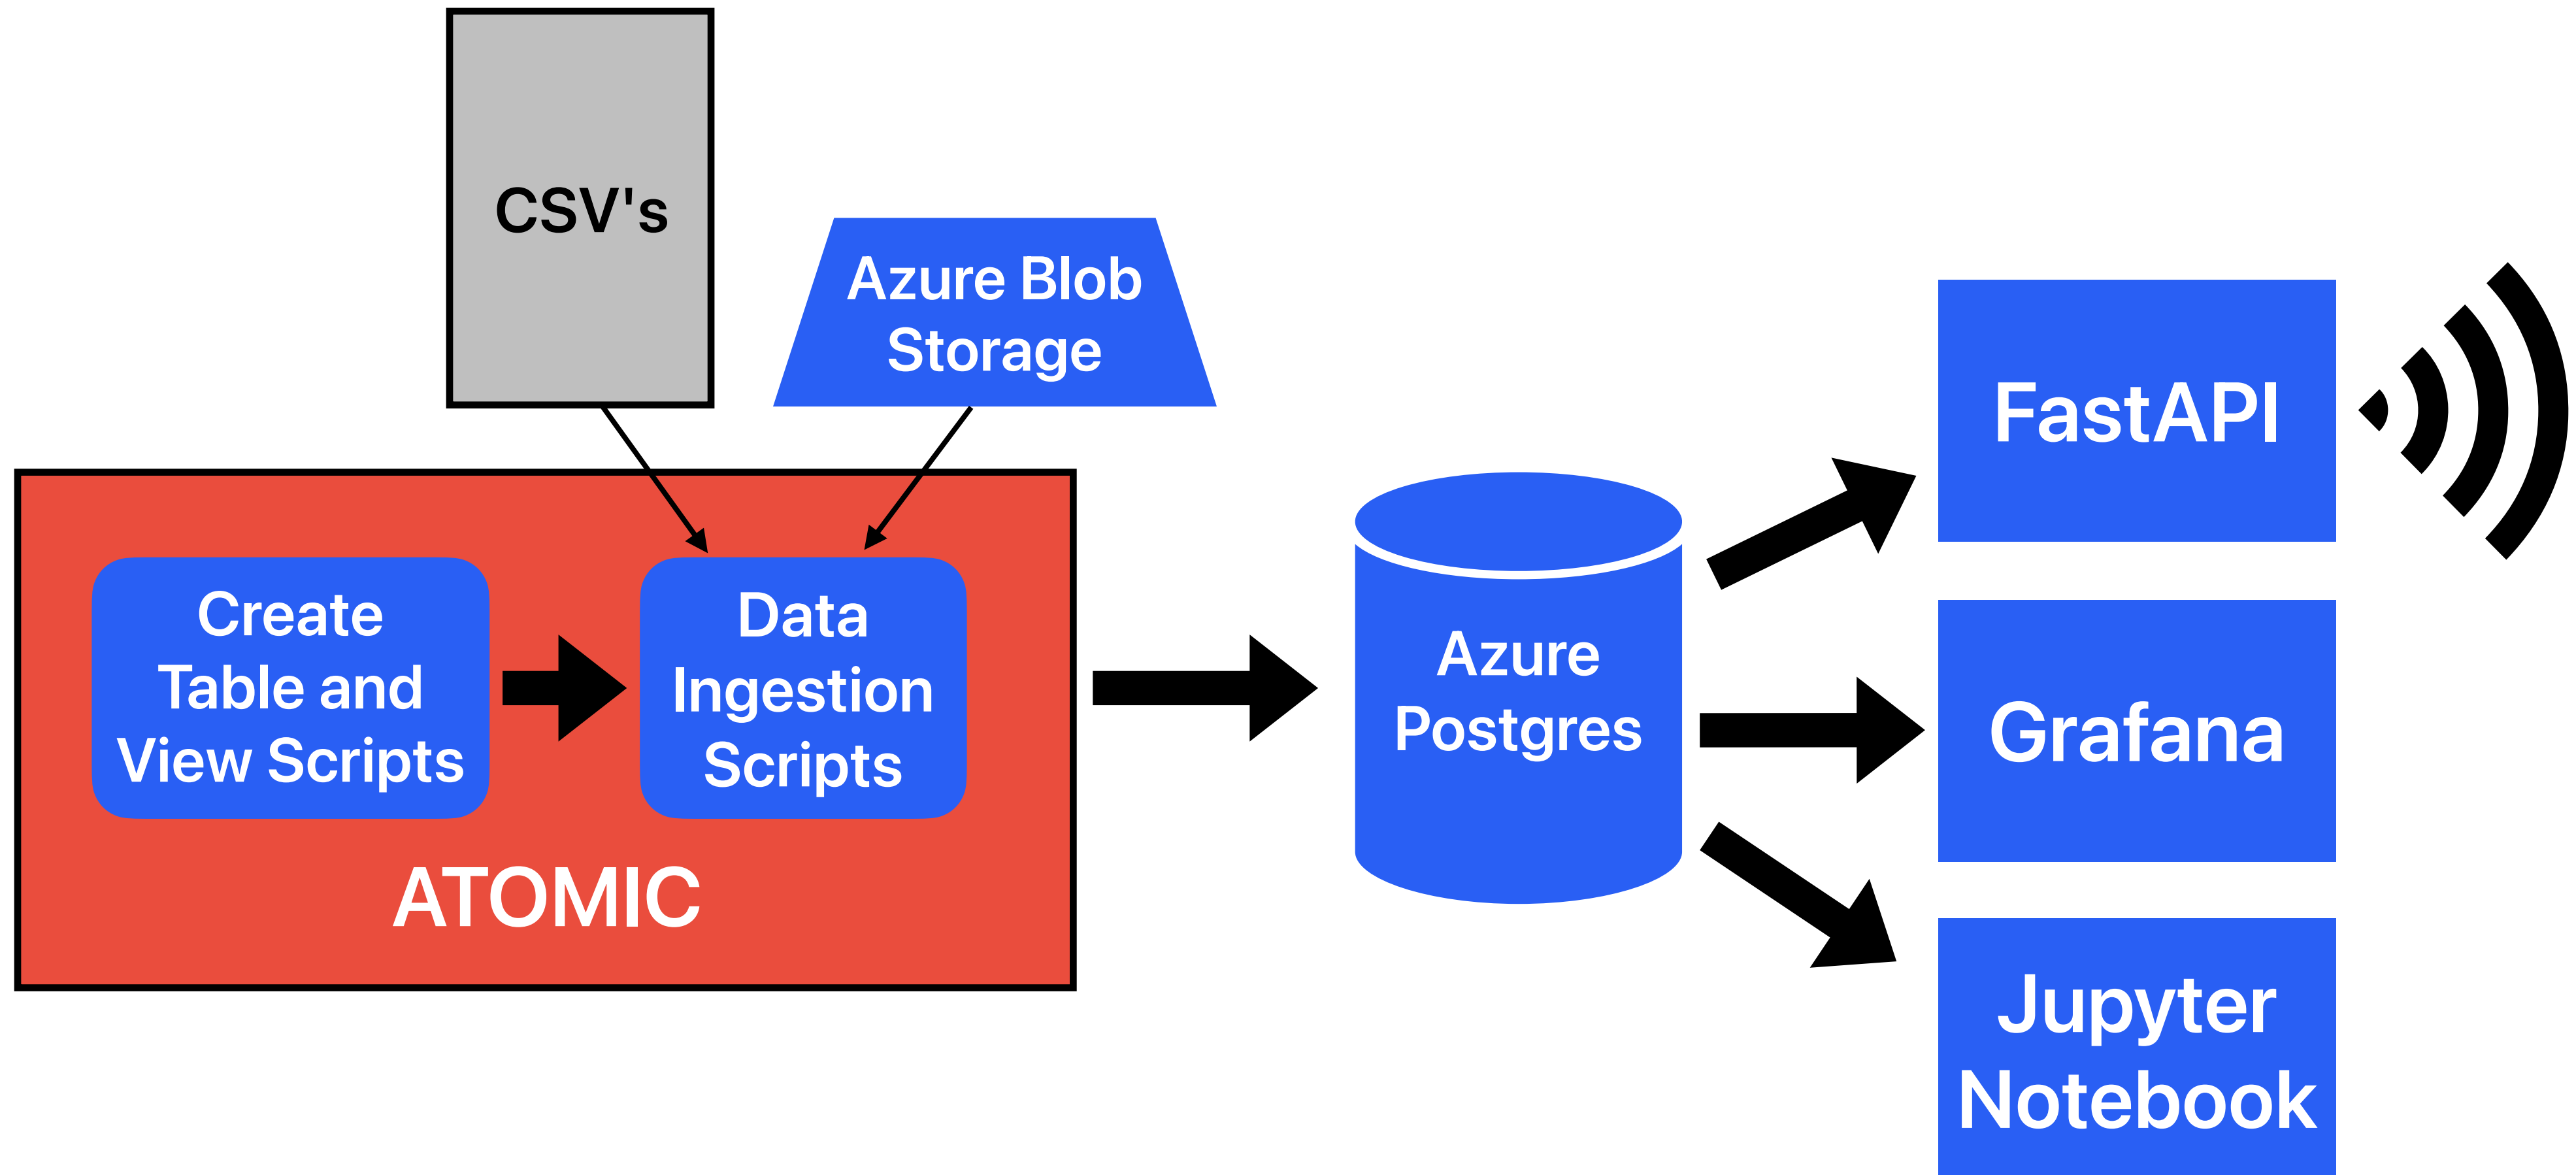 CSV's
Azure Blob
Storage
Create
Table and
View Scripts
Data
Ingestion
Scripts
ATOMIC
Azure
Postgres
FastAPI
Grafana
Jupyter
Notebook